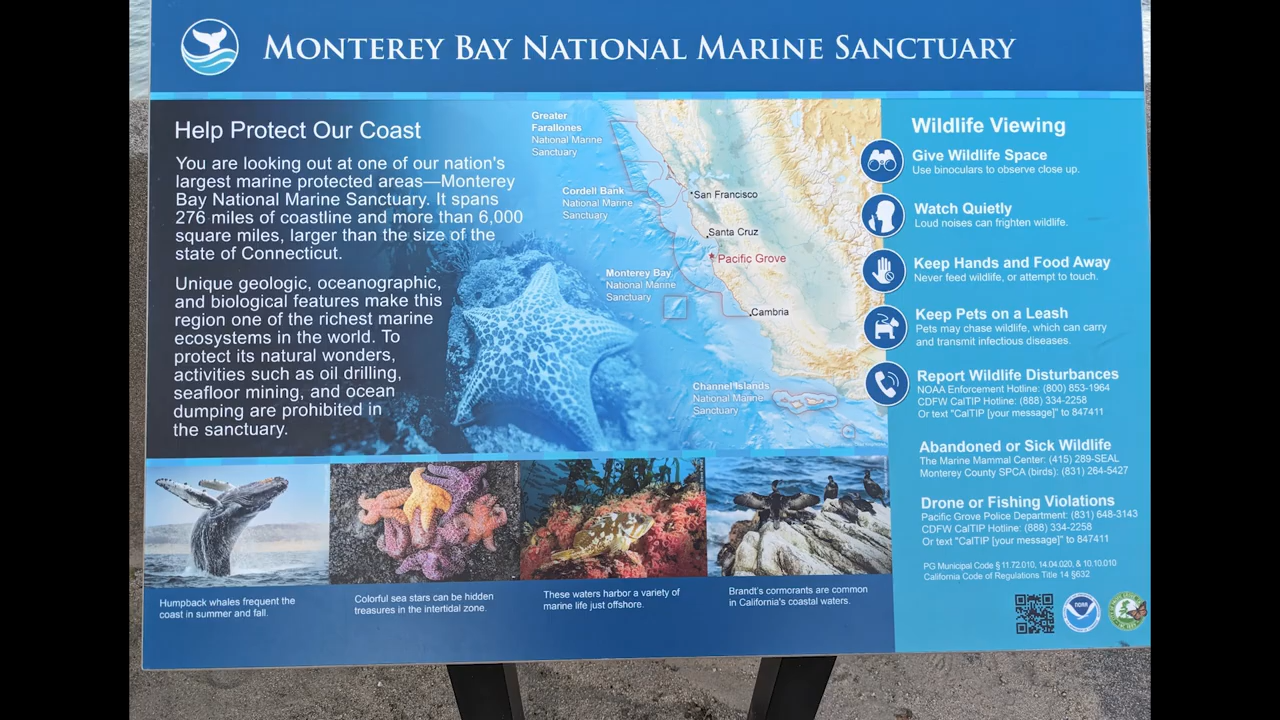 MONTEREY BAY NATIONAL MARINE SANCTUARY
Help Protect Our Coast
You are looking out at one of our nation's
largest marine protected areas—Monterey
Bay National Marine Sanctuary. It spans
276 miles of coastline and more than 6,000
square miles, larger than the size of the
state of Connecticut.
Unique geologic, oceanographic,
and biological features make this
region one of the richest marine
ecosystems in the world. To
protect its natural wonders,
activities such as oil drilling,
seafloor mining, and ocean
dumping are prohibited in
the sanctuary.
Greater
Farallones
National Marine
Sanctuary
Cordell Bank
National Marine
Sanctuary
Monterey Bay
National Marine
Sanctuary
Channel Islands
National Marine
Sanctuary
San Francisco
Santa Cruz
Pacific Grove
Cambria
Wildlife Viewing
Give Wildlife Space
Use binoculars to observe close up.
Watch Quietly
Loud noises can frighten wildlife.
Keep Hands and Food Away
Never feed wildlife, or attempt to touch.
Keep Pets on a Leash
Pets may chase wildlife, which can carry
and transmit infectious diseases.
Report Wildlife Disturbances
NOAA Enforcement Hotline: (800) 853-1964
CDFW CalTIP Hotline: (888) 334-2258
Or text "CalTIP [your message]" to 847411
Abandoned or Sick Wildlife
The Marine Mammal Center: (415) 289-SEAL
Monterey County SPCA (birds): (831) 264-5427
Drone or Fishing Violations
Pacific Grove Police Department: (831) 648-3143
CDFW CalTIP Hotline: (888) 334-2258
Or text "CalTIP [your message]" to 847411
PG Municipal Code § 11.72.010, 14.04.020, & 10.10.010
California Code of Regulations Title 14 §632
NOAA
Humpback whales frequent the
coast in summer and fall.
Colorful sea stars can be hidden
treasures in the intertidal zone.
These waters harbor a variety of
marine life just offshore.
Brandt's cormorants are common
in California's coastal waters.